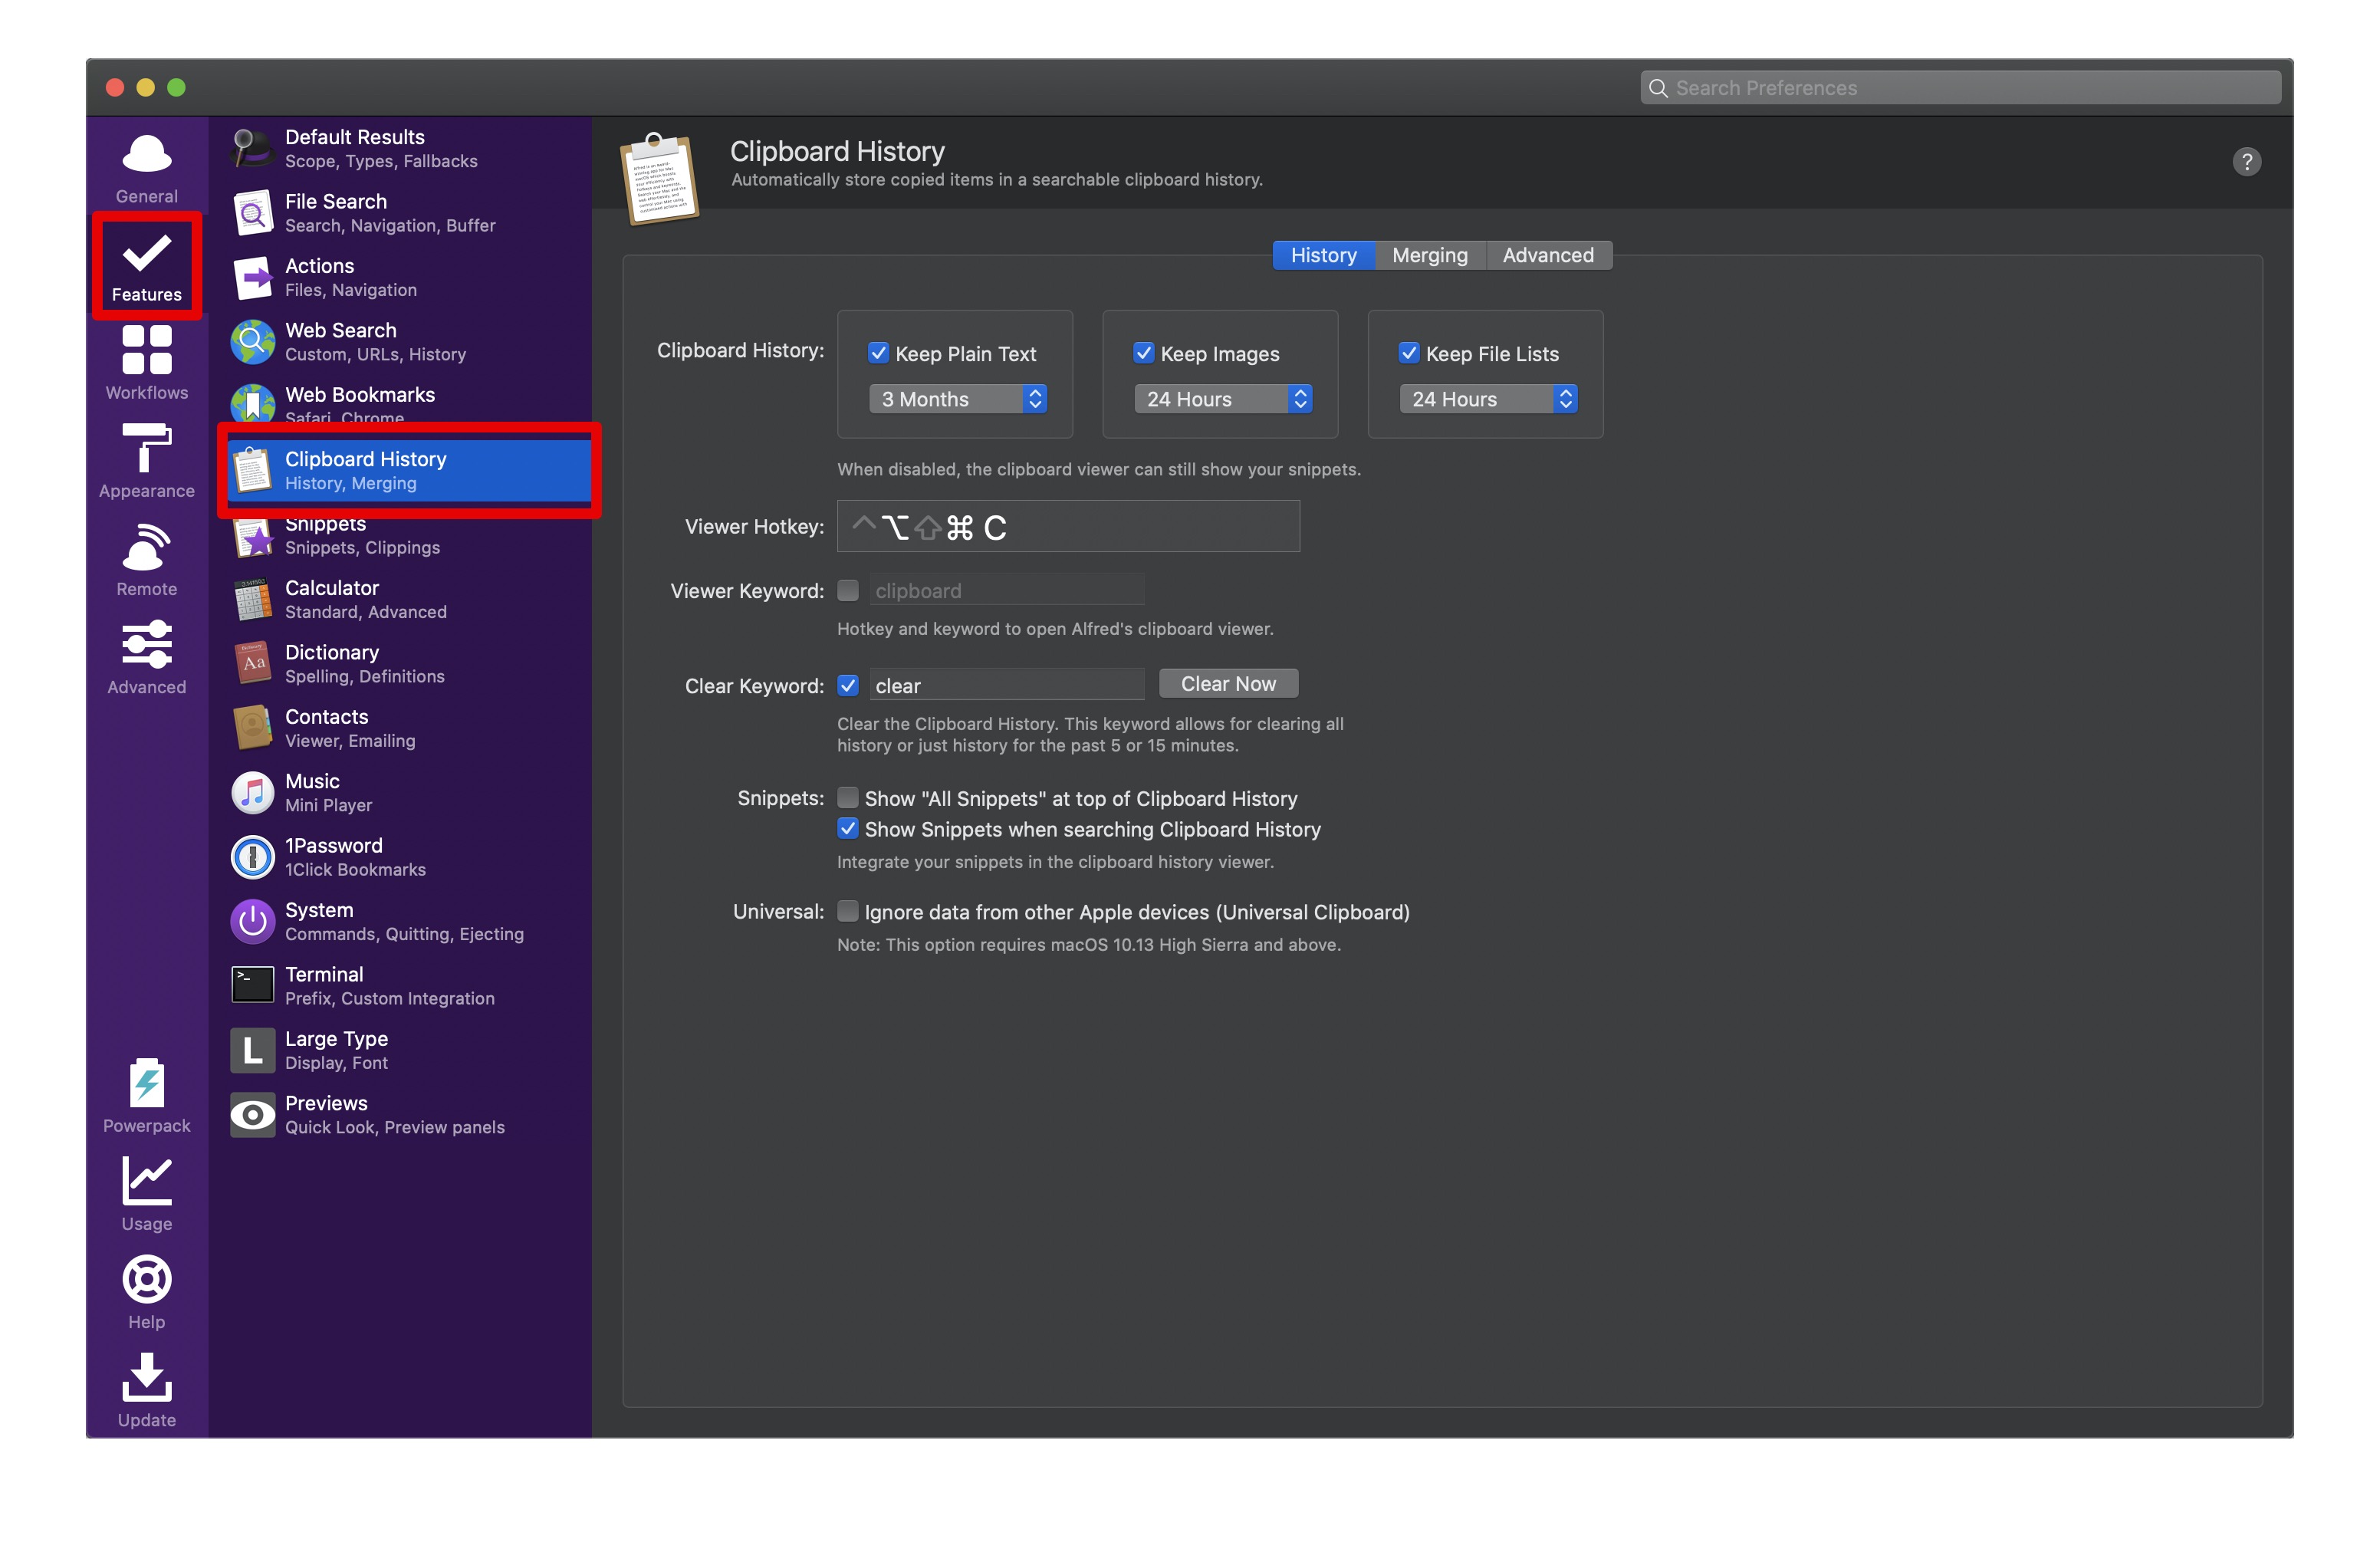 Search Preferences
General
Features
Workflows
Appearance
Remote
Advanced
Powerpack
Usage
Help
Update
Default Results
Scope, Types, Fallbacks
File Search
Search, Navigation, Buffer
Actions
Files, Navigation
Web Search
Custom, URLs, History
Web Bookmarks
Safari, Chrome
Clipboard History
History, Merging
Snippets
Snippets, Clippings
Calculator
Standard, Advanced
Dictionary
Spelling, Definitions
Contacts
Viewer, Emailing
Music
Mini Player
1Password
1Click Bookmarks
System
Commands, Quitting, Ejecting
Terminal
Prefix, Custom Integration
Large Type
Display, Font
Previews
Quick Look, Preview panels
Clipboard History
Automatically store copied items in a searchable clipboard history.
?
History Merging Advanced
Clipboard History: Keep Plain Text Keep Images Keep File Lists
3 Months 24 Hours 24 Hours
When disabled, the clipboard viewer can still show your snippets.
Viewer Hotkey: ^⌥⇧⌘ C
Viewer Keyword: clipboard
Hotkey and keyword to open Alfred's clipboard viewer.
Clear Keyword: clear Clear Now
Clear the Clipboard History. This keyword allows for clearing all
history or just history for the past 5 or 15 minutes.
Snippets: Show "All Snippets" at top of Clipboard History
Show Snippets when searching Clipboard History
Integrate your snippets in the clipboard history viewer.
Universal: Ignore data from other Apple devices (Universal Clipboard)
Note: This option requires macOS 10.13 High Sierra and above.